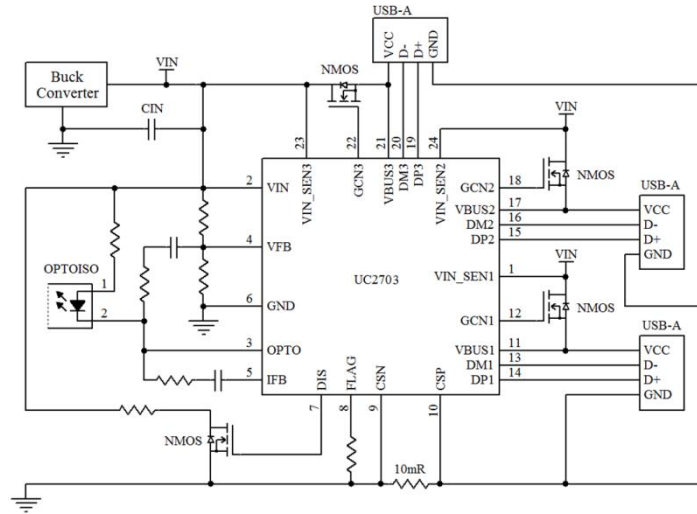 USB-A
VCC
D-
D+
GND
VIN
NMOS
Buck
Converter
CIN
VIN
23
22
21
20
19
24
VIN_SEN3
GCN3
VBUS3
DM3
DP3
VIN_SEN2
2
VIN
GCN2
18
NMOS
USB-A
VBUS2
17
VCC
DM2
16
D-
DP2
15
D+
GND
4
VFB
OPTOISO
1
2
UC2703
VIN
VIN_SEN1
1
6
GND
GCN1
12
NMOS
USB-A
3
OPTO
VBUS1
11
VCC
DM1
13
D-
5
IFB
DP1
14
D+
GND
DIS
FLAG
CSN
CSP
7
8
9
10
NMOS
10mR